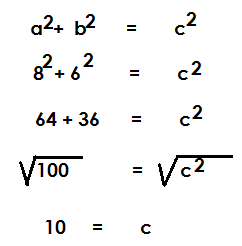 a²+ b² = c²
8²+ 6² = c²
64 + 36 = c²
√100 = √c²
10 = c